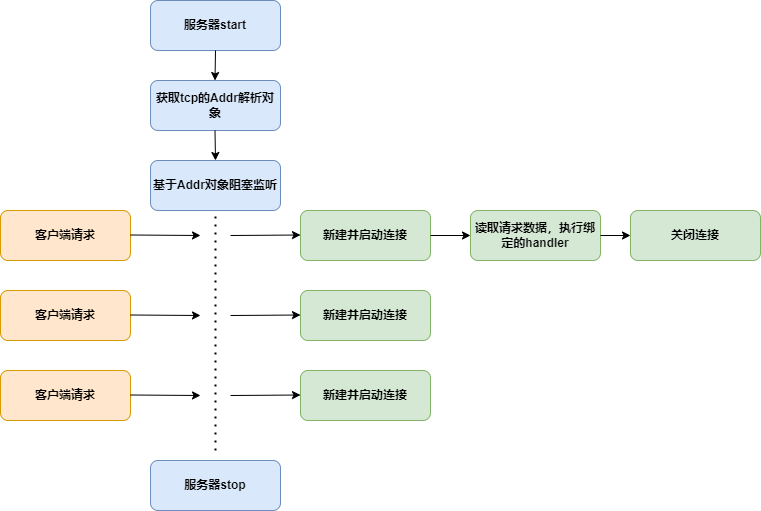 服务器start
获取tcp的Addr解析对
象
基于Addr对象阻塞监听
客户端请求
新建并启动连接
读取请求数据，执行绑
定的handler
关闭连接
客户端请求
新建并启动连接
客户端请求
新建并启动连接
服务器stop